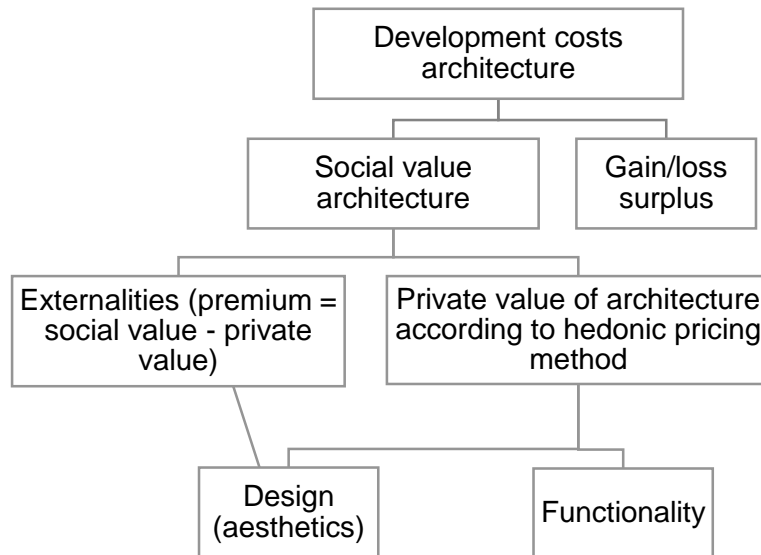 Development costs
architecture
Social value
architecture
Gain/loss
surplus
Externalities (premium =
social value - private
value)
Private value of architecture
according to hedonic pricing
method
Design
(aesthetics)
Functionality